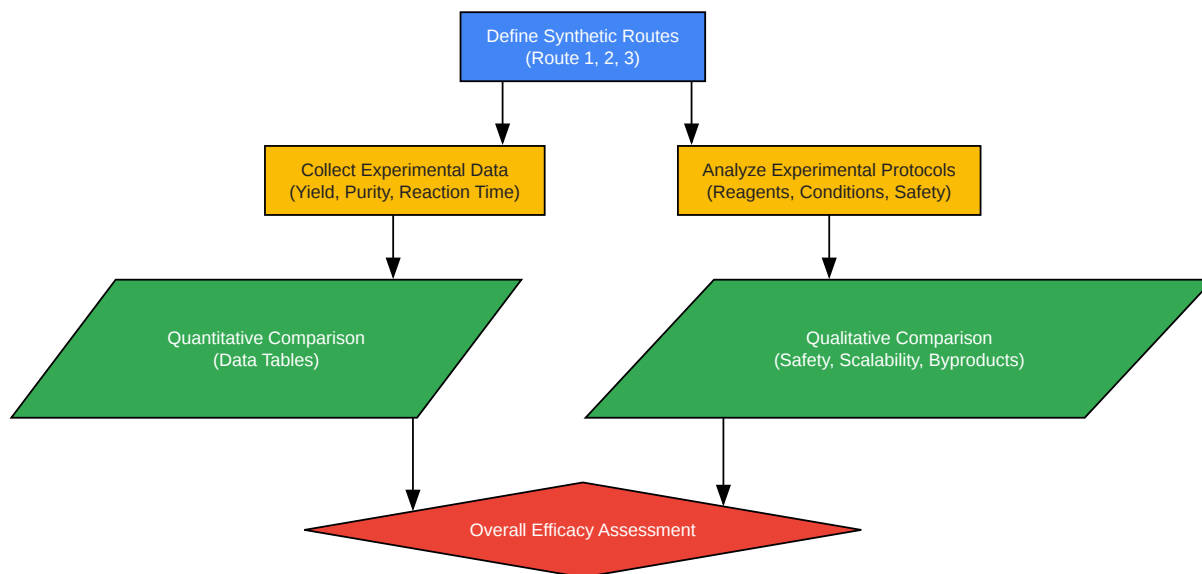 Define Synthetic Routes
(Route 1, 2, 3)
Collect Experimental Data
(Yield, Purity, Reaction Time)
Analyze Experimental Protocols
(Reagents, Conditions, Safety)
Quantitative Comparison
(Data Tables)
Qualitative Comparison
(Safety, Scalability, Byproducts)
Overall Efficacy Assessment